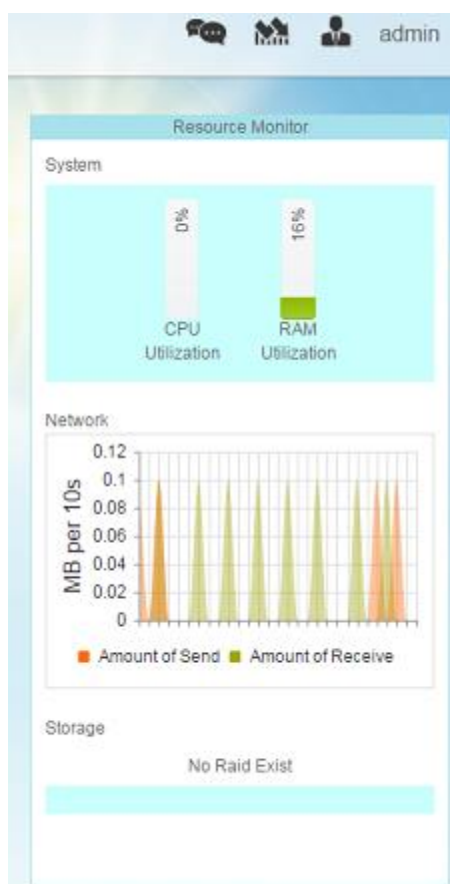 admin
Resource Monitor
System
0%
16%
CPU
Utilization
RAM
Utilization
Network
MB per 10s
0.12
0.1
0.08
0.06
0.04
0.02
0
Amount of Send
Amount of Receive
Storage
No Raid Exist